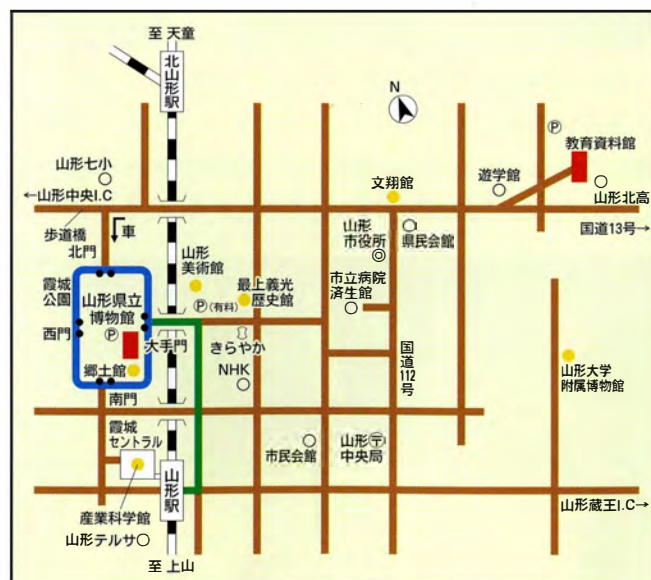 至 天童
北山形駅
N
P
教育資料館
山形七小
文翔館
遊学館
山形北高
←山形中央I.C
国道13号→
歩道橋
車
北門
山形
市役所
県民会館
山形
美術館
霞城
公園
最上義光
歴史館
市立病院
済生館
山形県立
博物館
P(有料)
西門
P
大手門
きらやか
国道112号
NHK
山形大学
附属博物館
郷土館
南門
霞城
セントラル
市民会館
山形
中央局
〒
山形駅
山形蔵王I.C→
産業科学館
山形テルサ
至 上山